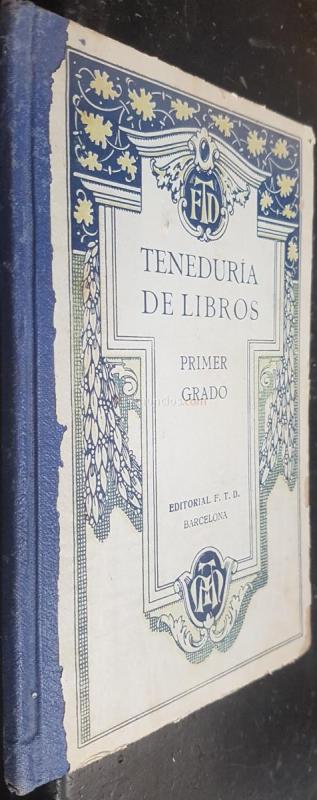 FTD
TENEDURÍA
DE LIBROS
PRIMER
GRADO
EDITORIAL F. T. D.
BARCELONA